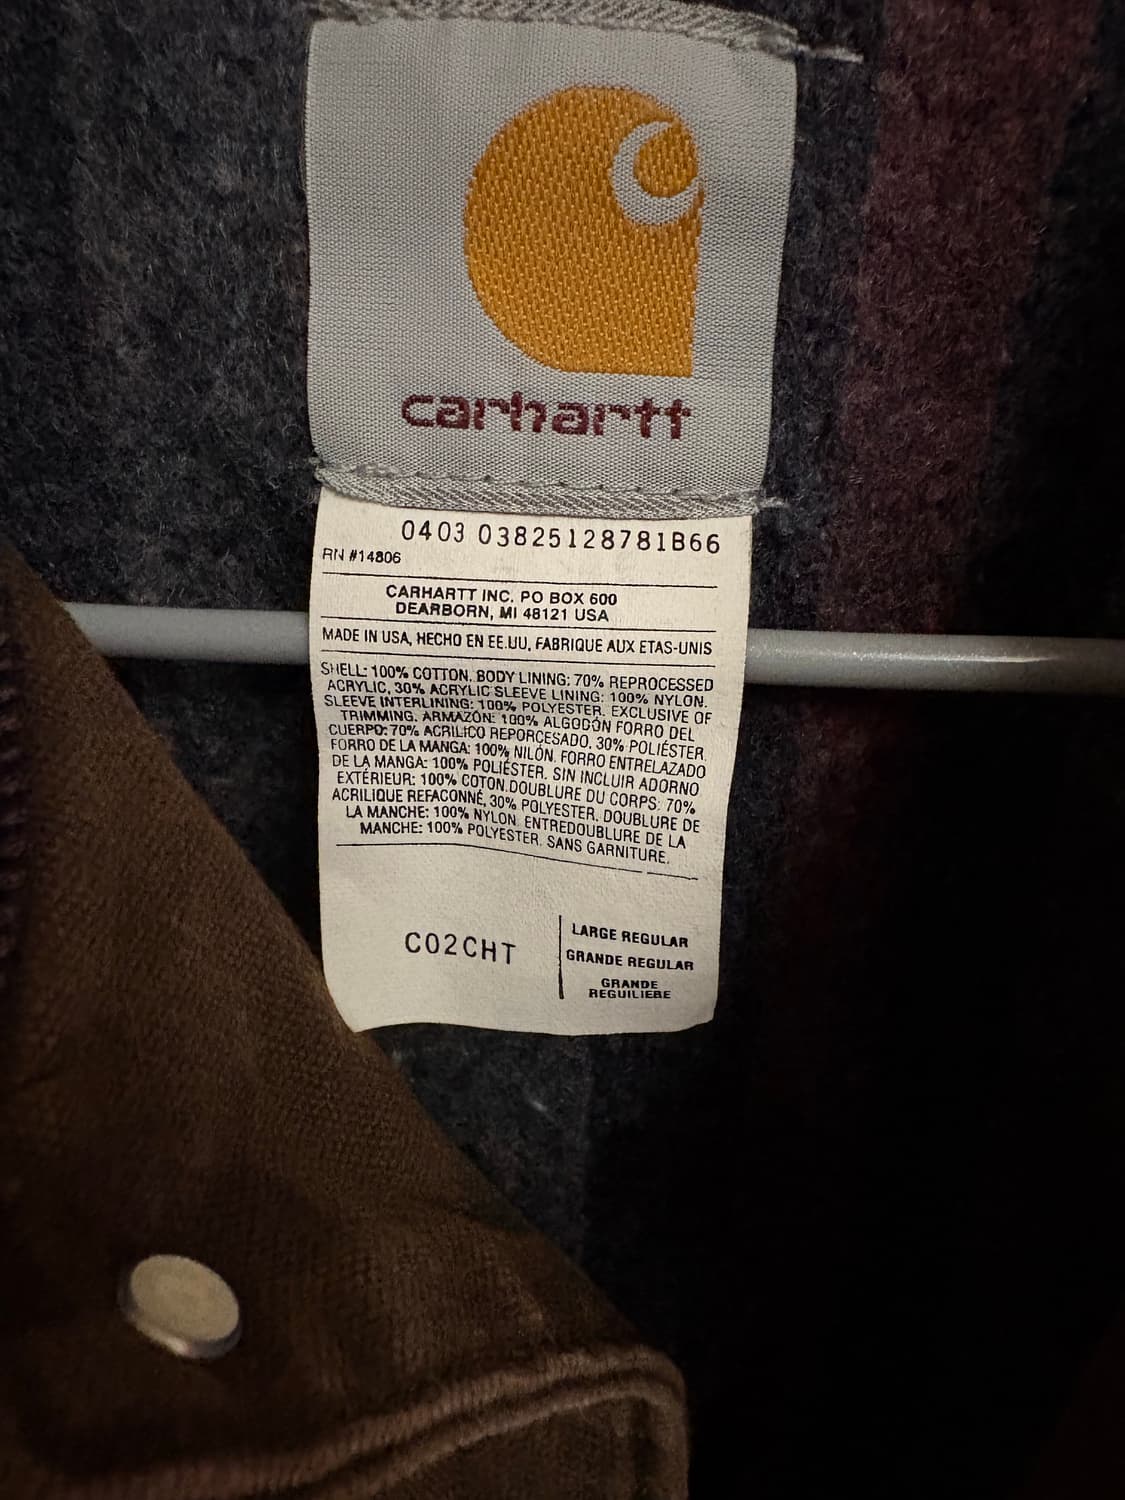 carhartt
0403 03825128781B66
RN #14806
CARHARTT INC. PO BOX 600
DEARBORN, MI 48121 USA
MADE IN USA, HECHO EN EE.UU, FABRIQUE AUX ETAS-UNIS
SHELL: 100% COTTON. BODY LINING: 70% REPROCESSED
ACRYLIC, 30% ACRYLIC SLEEVE LINING: 100% NYLON.
SLEEVE INTERLINING: 100% POLYESTER. EXCLUSIVE OF
TRIMMING. ARMAZÓN: 100% ALGODÓN FORRO DEL
CUERPO: 70% ACRILICO REPORCESADO, 30% POLIÉSTER.
FORRO DE LA MANGA: 100% NILÓN. FORRO ENTRELAZADO
DE LA MANGA: 100% POLIÉSTER. SIN INCLUIR ADORNO
EXTÉRIEUR: 100% COTON.DOUBLURE DU CORPS: 70%
ACRILIQUE REFACONNÉ, 30% POLYESTER. DOUBLURE DE
LA MANCHE: 100% NYLON. ENTREDOUBLURE DE LA
MANCHE: 100% POLYESTER. SANS GARNITURE.
C02CHT
LARGE REGULAR
GRANDE REGULAR
GRANDE
REGUILIEBE